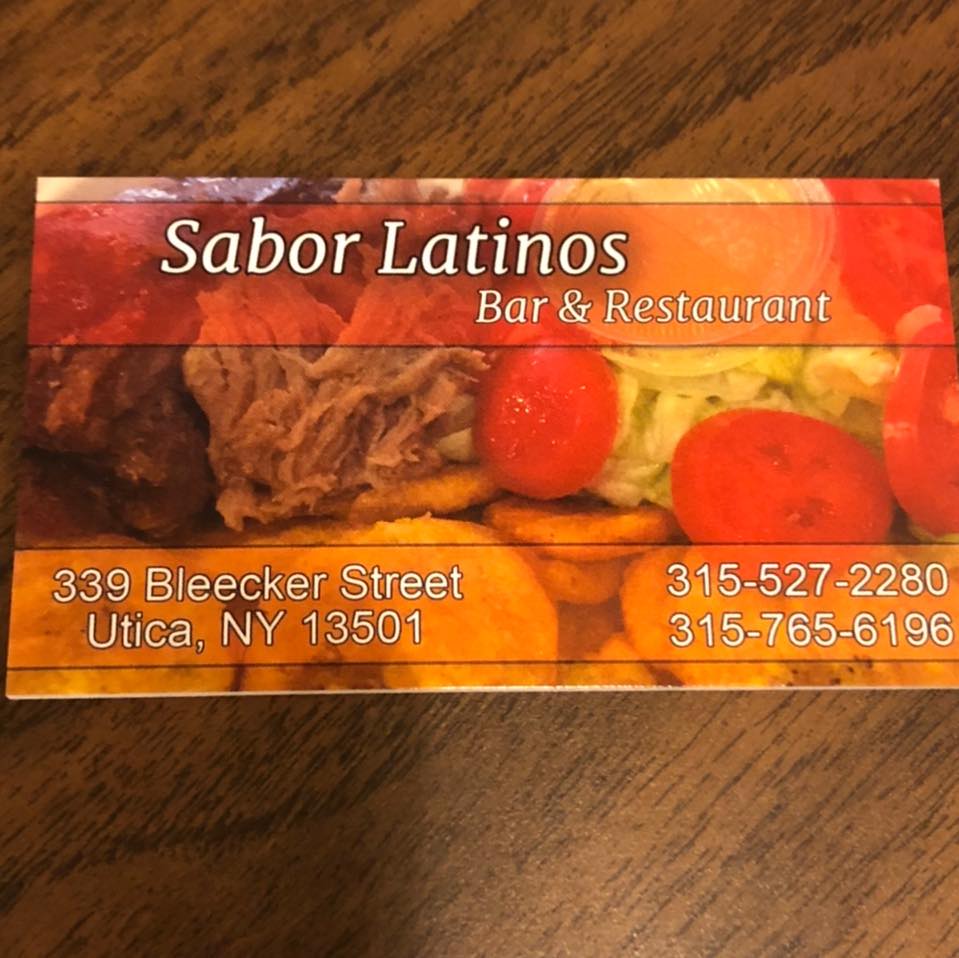 Sabor Latinos
Bar & Restaurant
339 Bleecker Street
Utica, NY 13501
315-527-2280
315-765-6196